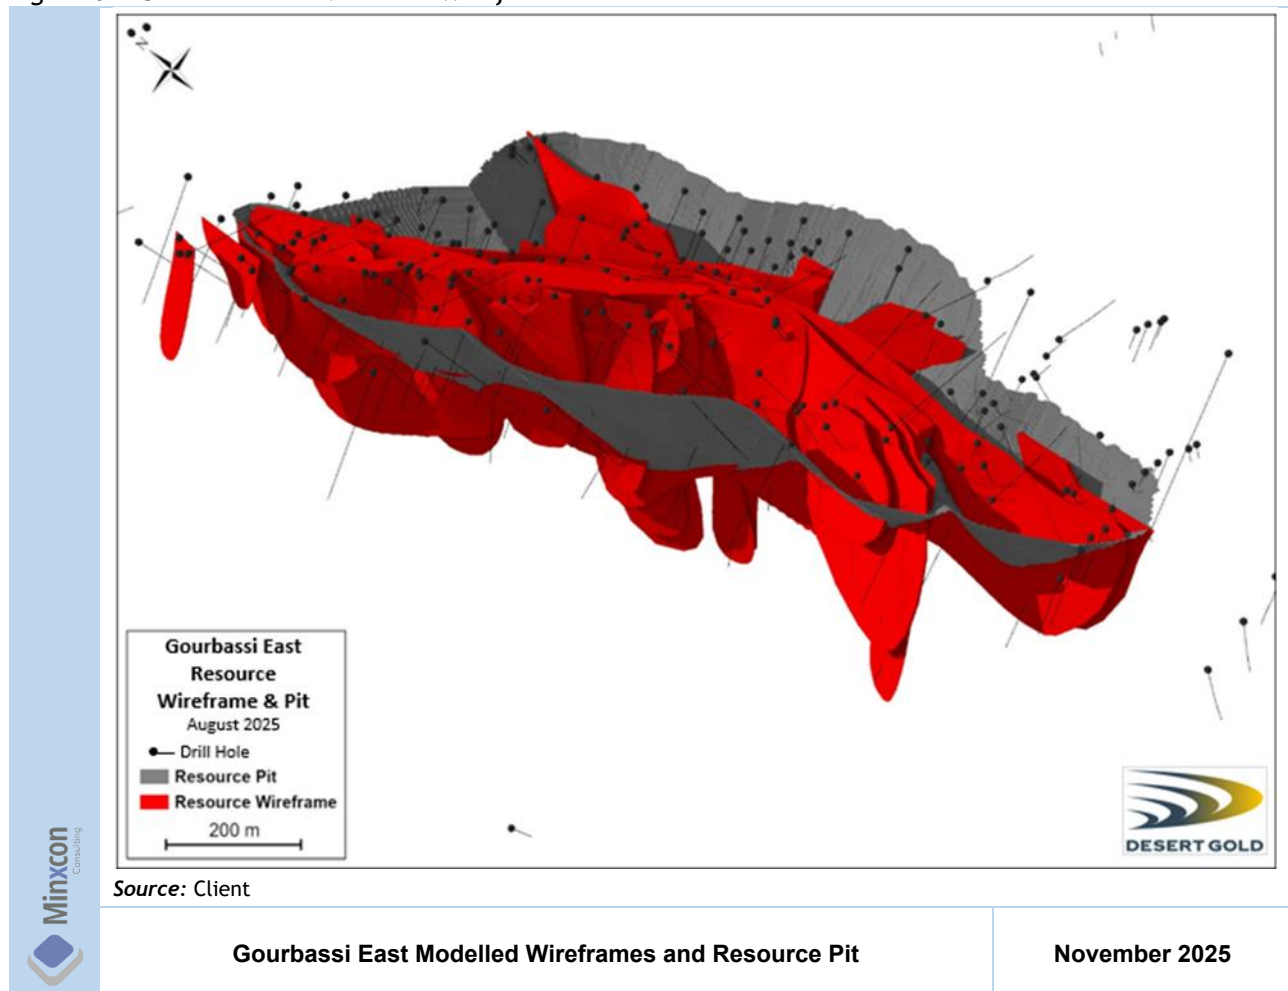 N
Gourbassi East
Resource
Wireframe & Pit
August 2025
Drill Hole
Resource Pit
Resource Wireframe
200 m
DESERT GOLD
Minxcon
Consulting
Source: Client
Gourbassi East Modelled Wireframes and Resource Pit
November 2025